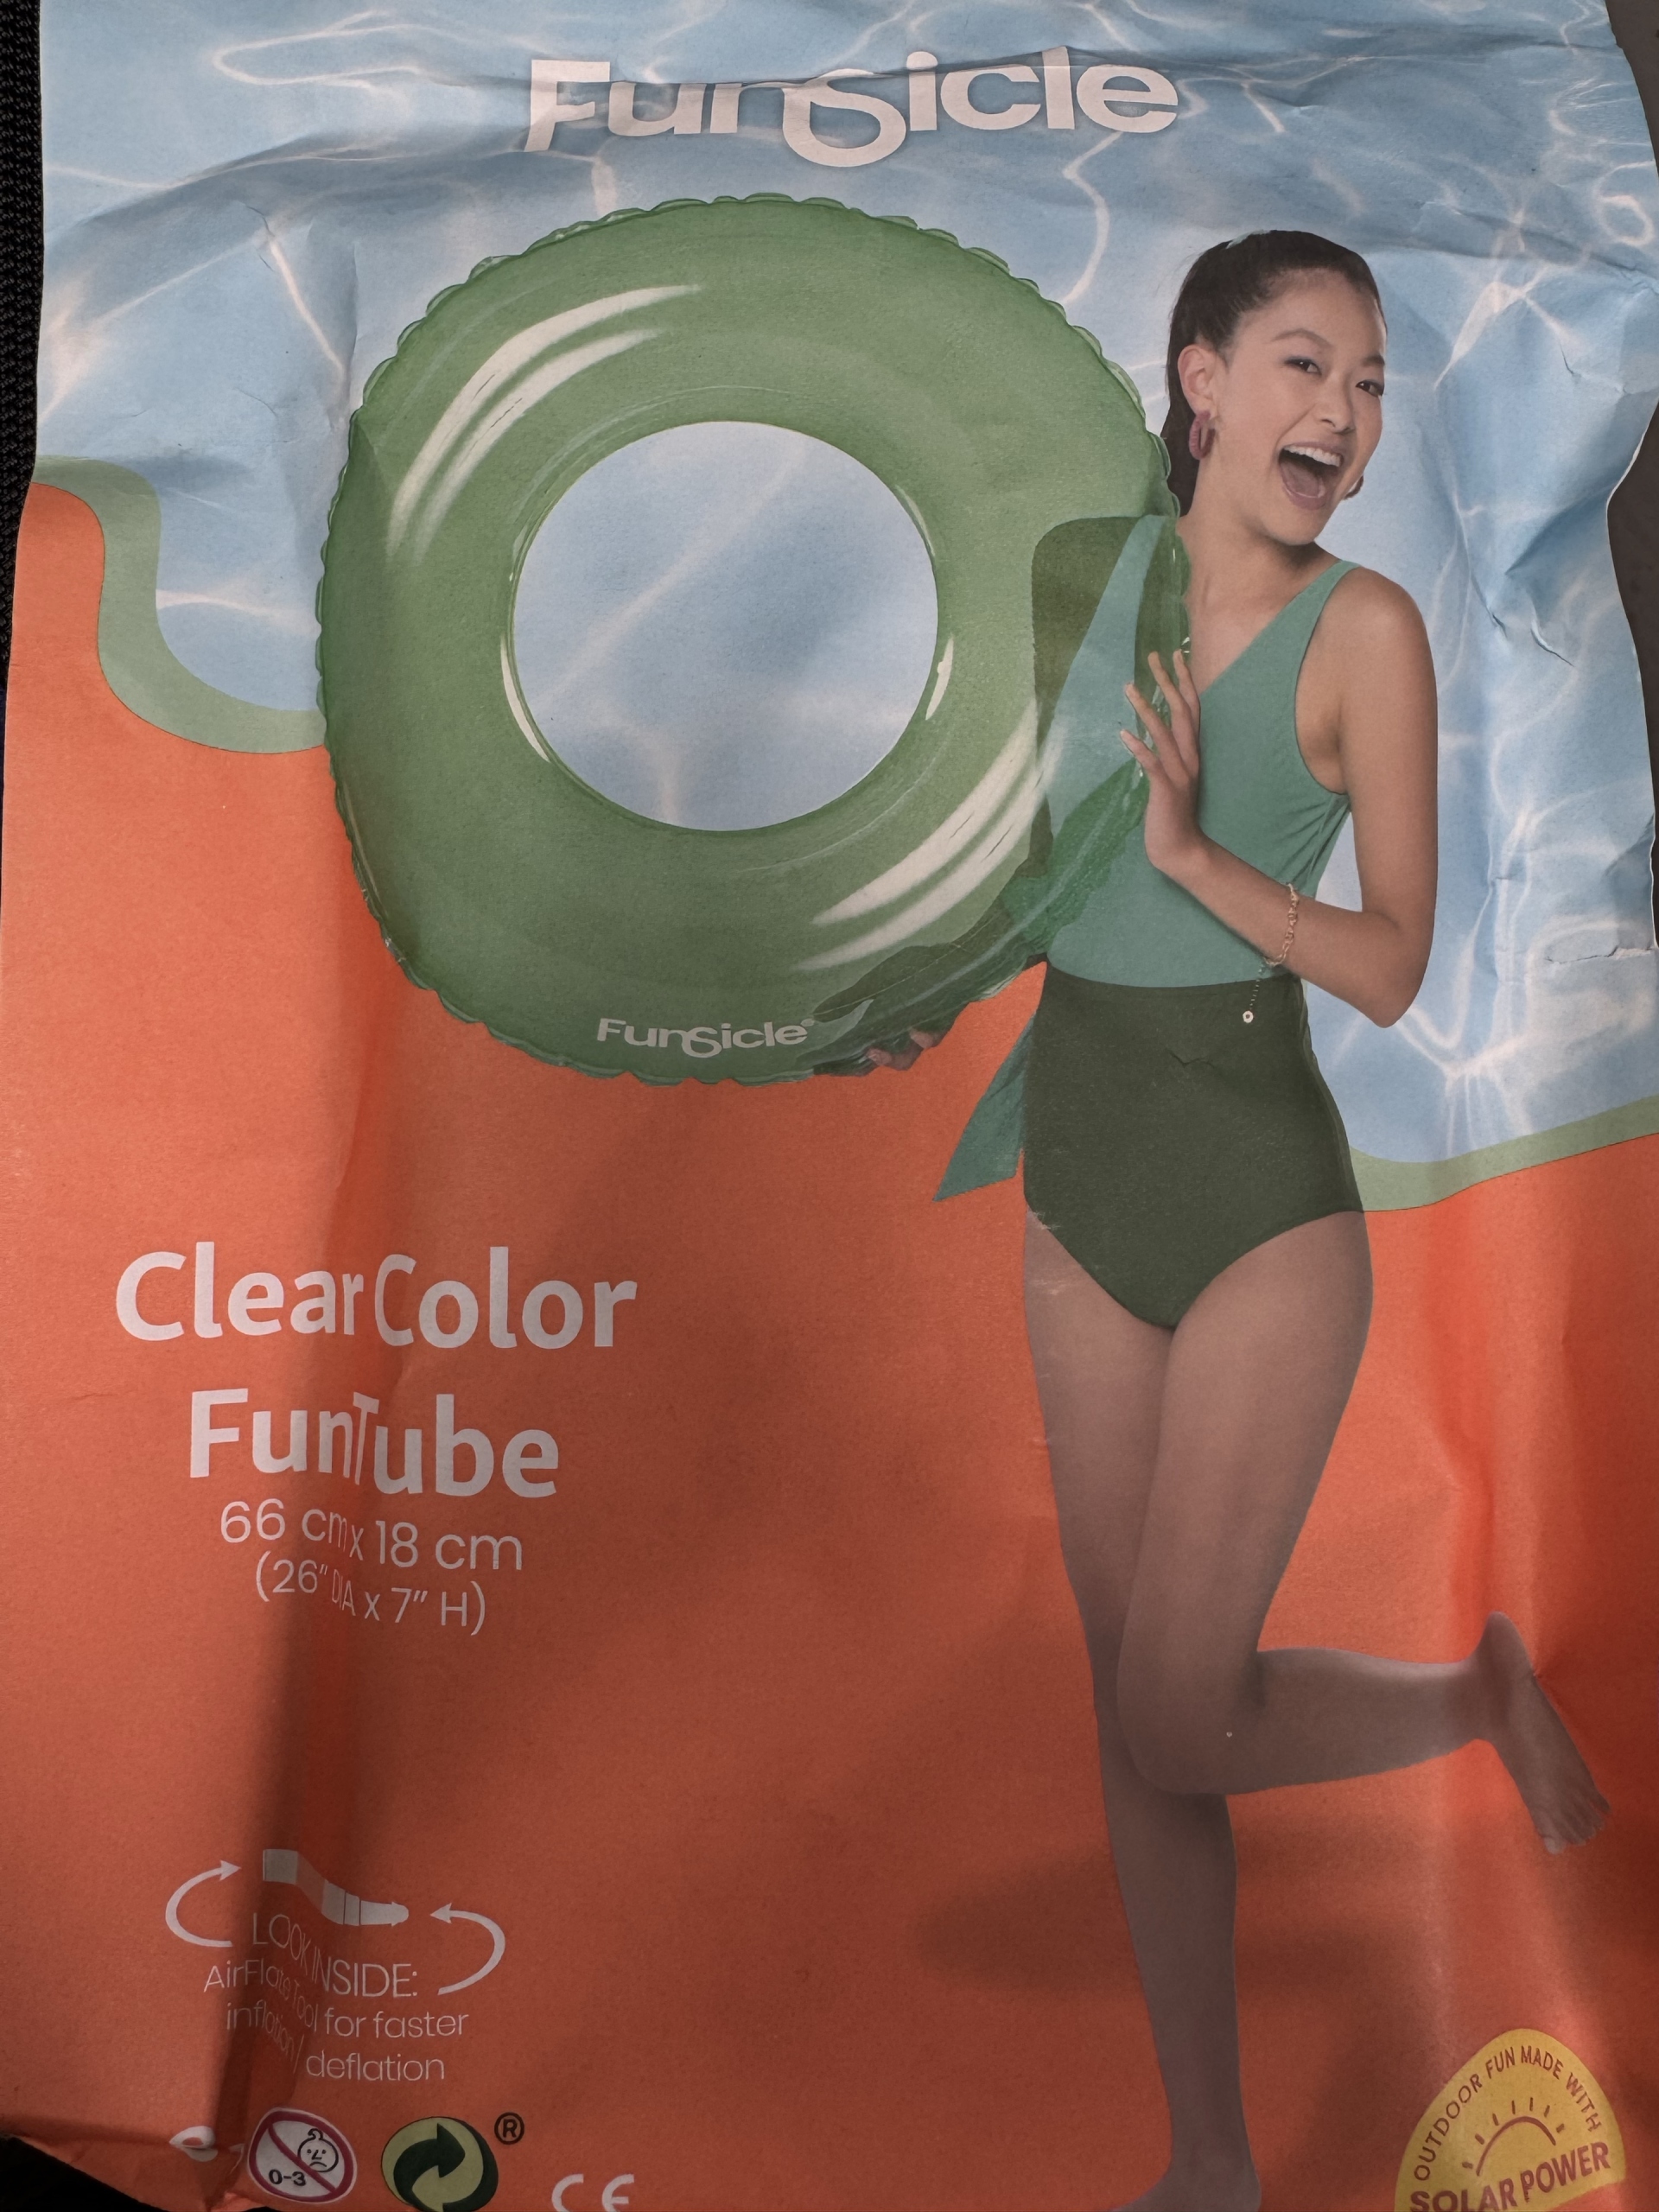 FunSicle
FunSicle®
ClearColor
FunTube
66 cm x 18 cm
(26" DIA x 7" H)
LOOK INSIDE:
AirFlate Tool for faster
inflation/
deflation
0-3
®
CE
OUTDOOR FUN MADE WITH
SOLAR POWER